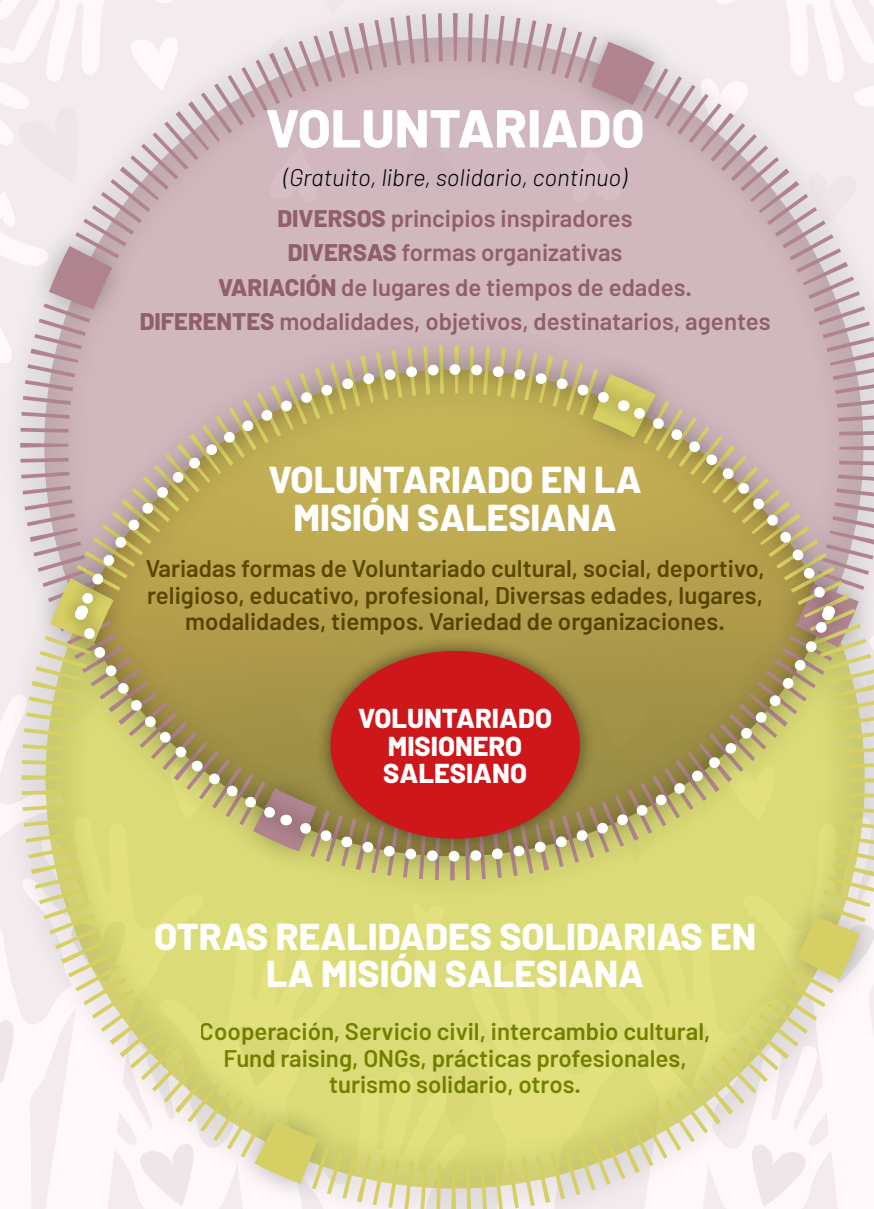 VOLUNTARIADO
(Gratuito, libre, solidario, continuo)
DIVERSOS principios inspiradores
DIVERSAS formas organizativas
VARIACIÓN de lugares de tiempos de edades.
DIFERENTES modalidades, objetivos, destinatarios, agentes
VOLUNTARIADO EN LA
MISIÓN SALESIANA
Variadas formas de Voluntariado cultural, social, deportivo,
religioso, educativo, profesional, Diversas edades, lugares,
modalidades, tiempos. Variedad de organizaciones.
VOLUNTARIADO
MISIONERO
SALESIANO
OTRAS REALIDADES SOLIDARIAS EN
LA MISIÓN SALESIANA
Cooperación, Servicio civil, intercambio cultural,
Fund raising, ONGs, prácticas profesionales,
turismo solidario, otros.